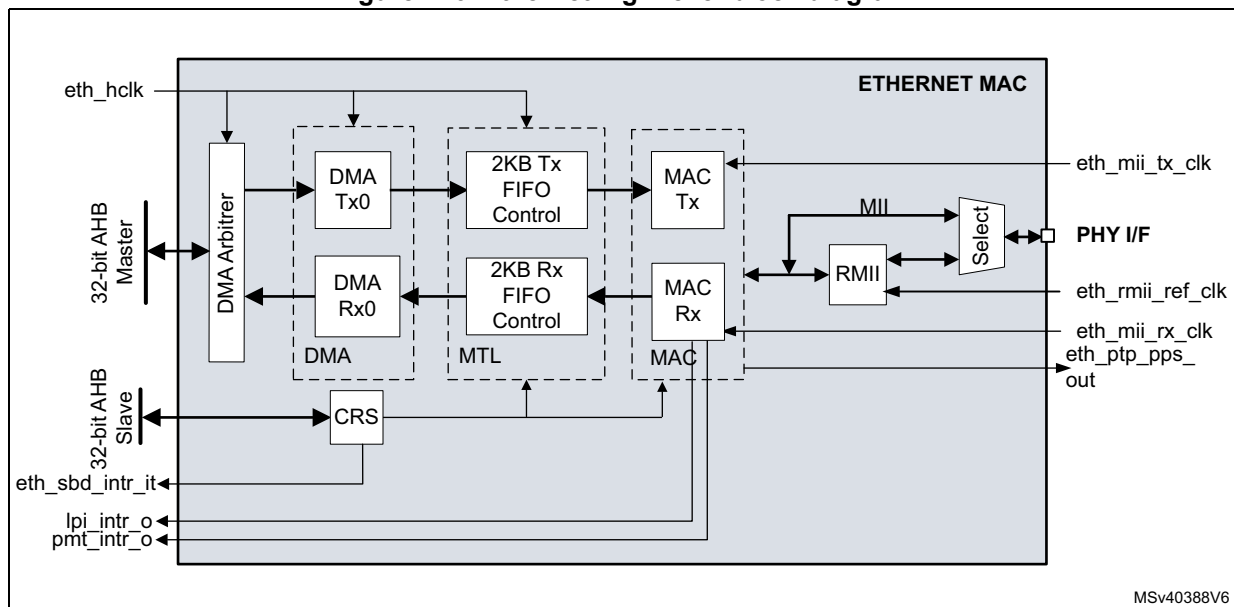 ETHERNET MAC
eth_hclk
DMA
Tx0
2KB Tx
FIFO
Control
MAC
Tx
eth_mii_tx_clk
32-bit AHB
Master
DMA Arbitrer
MII
Select
PHY I/F
DMA
Rx0
2KB Rx
FIFO
Control
MAC
Rx
RMII
eth_rmii_ref_clk
eth_mii_rx_clk
DMA
MTL
MAC
eth_ptp_pps_
out
32-bit AHB
Slave
CRS
eth_sbd_intr_it
lpi_intr_o
pmt_intr_o
MSv40388V6